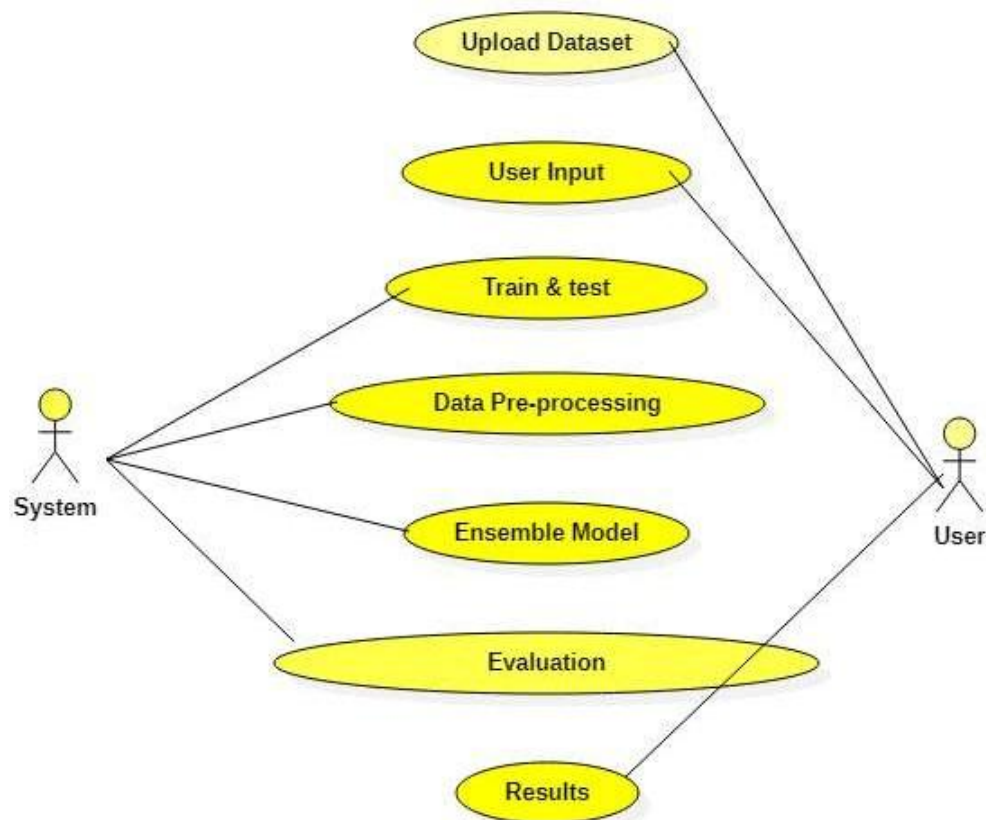 Upload Dataset
User Input
Train & test
Data Pre-processing
System
User
Ensemble Model
Evaluation
Results